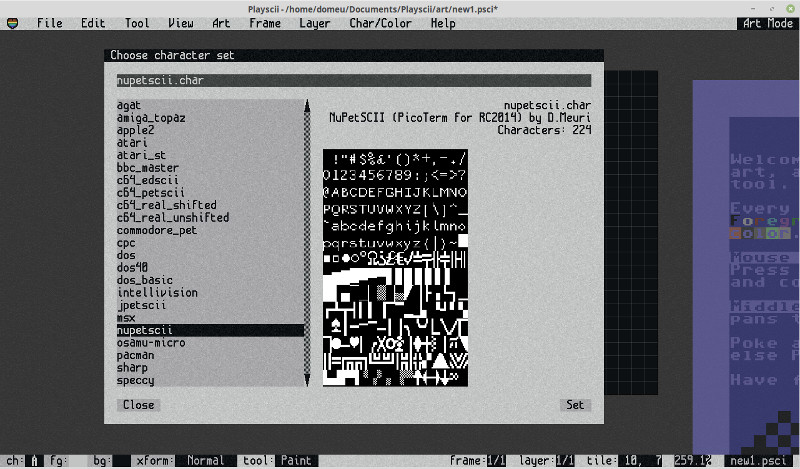 Playscii - /home/domeu/Documents/Playscii/art/new1.psci*
File Edit Tool View Art Frame Layer Char/Color Help Art Mode
Choose character set
nupetscii.char
agat
amiga_topaz
apple2
atari
atari_st
bbc_master
c64_edscii
c64_petscii
c64_real_shifted
c64_real_unshifted
commodore_pet
cpc
dos
dos40
dos_basic
intellivision
jpetscii
msx
nupetscii
osamu-micro
pacman
sharp
speccy
nupetscii.char
NuPetSCII (PicoTerm for RC2014) by D.Meuri
Characters: 224
!"#$%&'()*+,-./
0123456789:;<=>?
@ABCDEFGHIJKLMNO
PQRSTUVWXYZ[\]^_
`abcdefghijklmno
pqrstuvwxyz{|}~
Close
Set
Welcom
art, a
tool.
Every
Foregr
color.
Mouse
Press
and co
Middle
pans t
Poke a
else P
Have f
ch: A fg: bg: xform: Normal tool: Paint frame:1/1 layer:1/1 tile: 10, 7 259.1% new1.psci